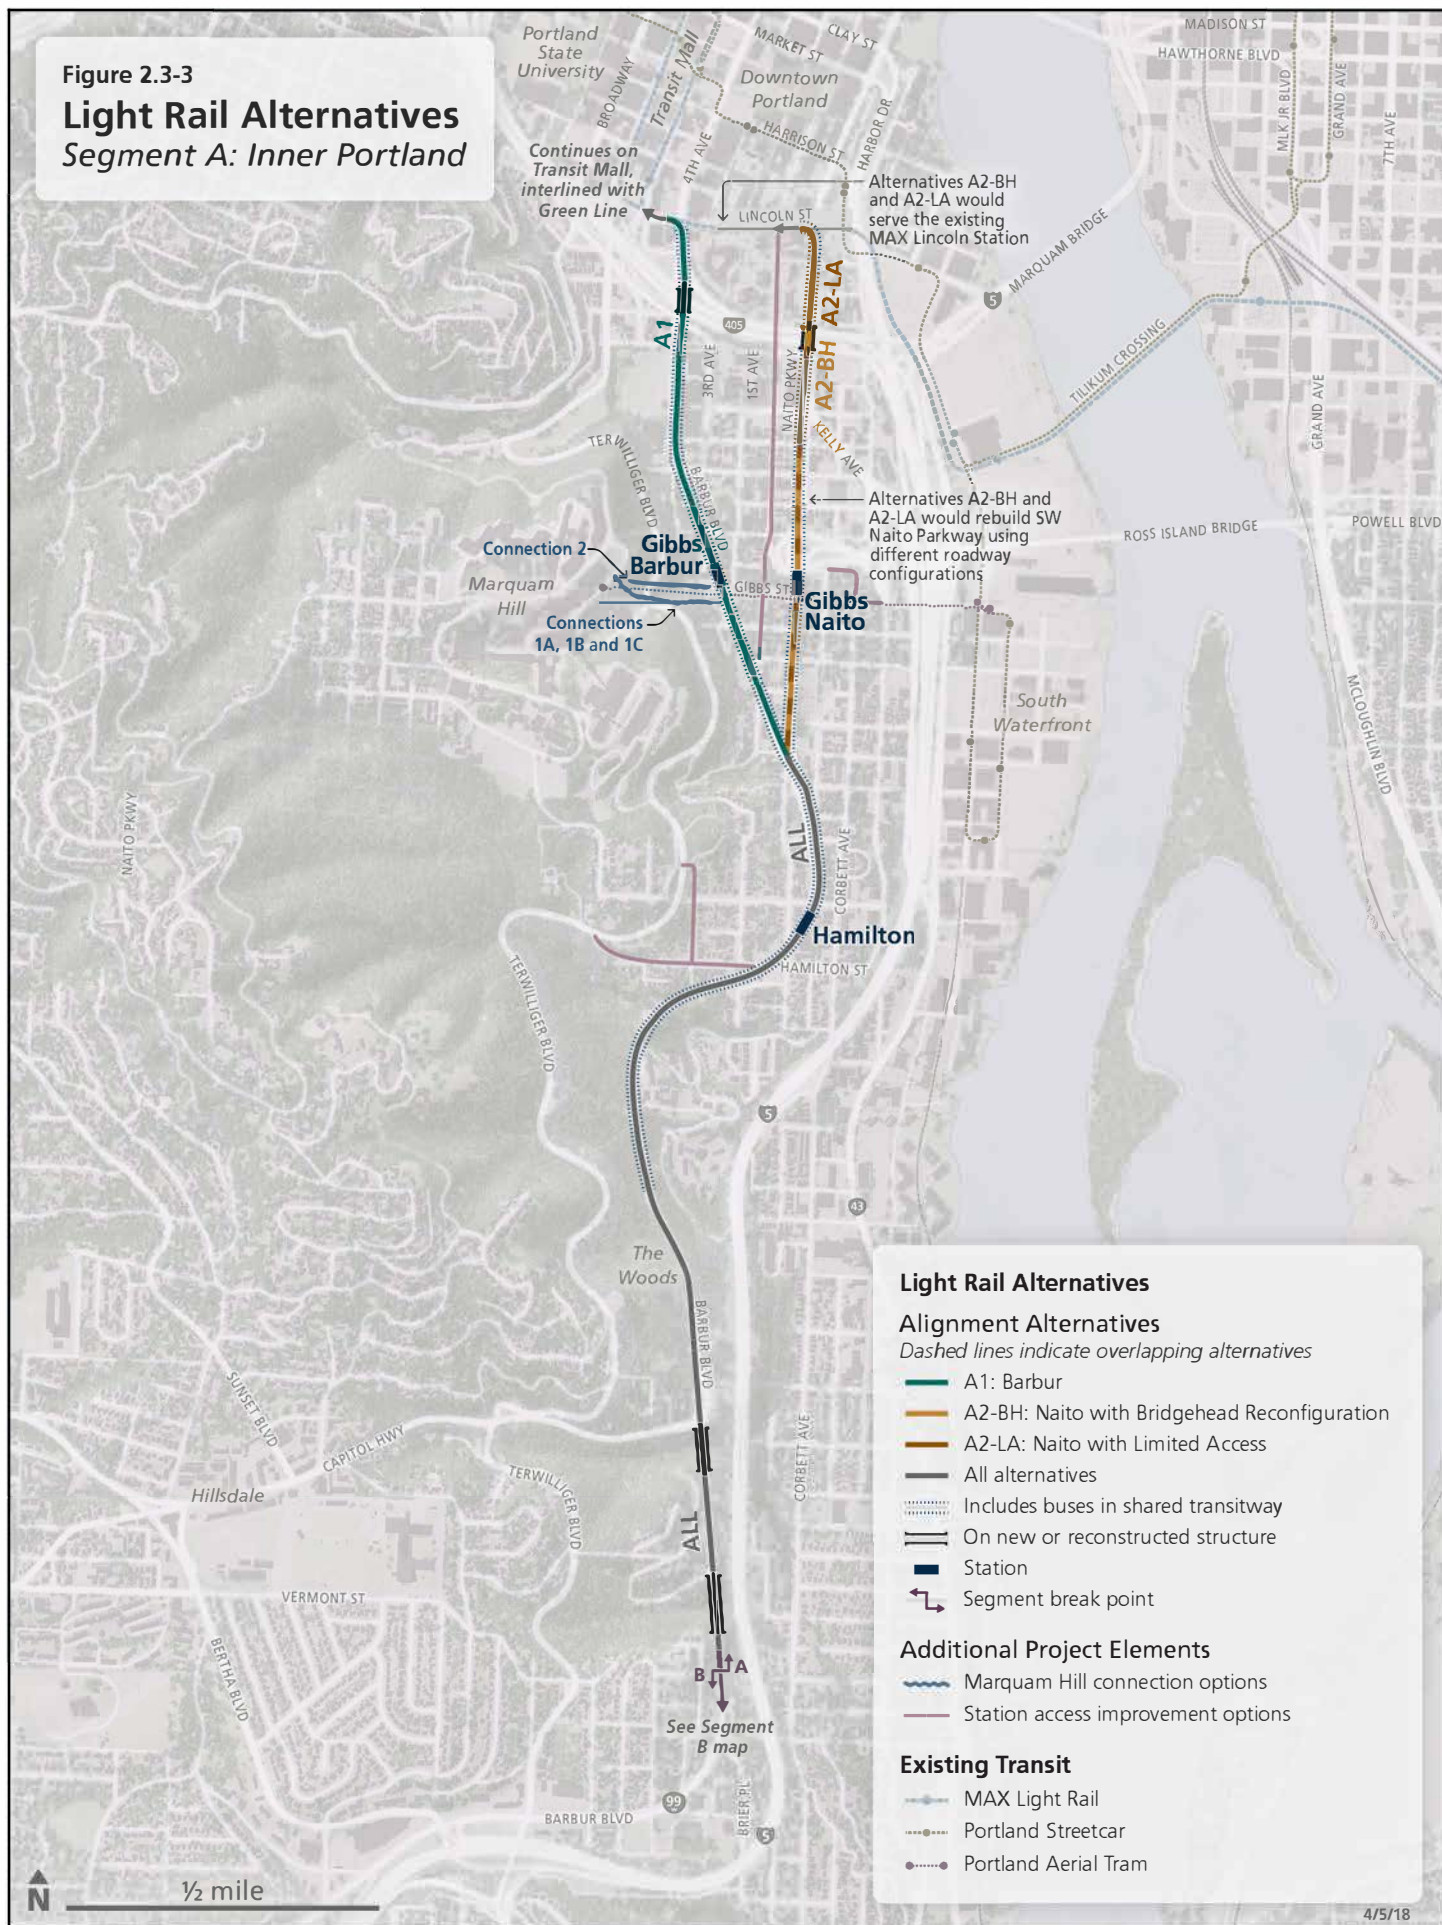 Figure 2.3-3
Light Rail Alternatives
Segment A: Inner Portland
Portland
State
University
BROADWAY
Transit Mall
MARKET ST
CLAY ST
Downtown
Portland
4TH AVE
HARRISON ST
HARBOR DR
MADISON ST
HAWTHORNE BLVD
MLK JR BLVD
GRAND AVE
7TH AVE
Continues on
Transit Mall,
interlined with
Green Line
LINCOLN ST
Alternatives A2-BH
and A2-LA would
serve the existing
MAX Lincoln Station
MARQUAM BRIDGE
5
A1
405
A2-LA
A2-BH
3RD AVE
1ST AVE
NAITO PKWY
KELLY AVE
TILIKUM CROSSING
GRAND AVE
TERWILLIGER BLVD
BARBUR BLVD
Alternatives A2-BH and
A2-LA would rebuild SW
Naito Parkway using
different roadway
configurations
ROSS ISLAND BRIDGE
POWELL BLVD
Connection 2
Gibbs
Barbur
Marquam
Hill
GIBBS ST
Gibbs
Naito
Connections
1A, 1B and 1C
South
Waterfront
MCLOUGHLIN BLVD
NAITO PKWY
ALL
CORBETT AVE
Hamilton
HAMILTON ST
TERWILLIGER BLVD
5
43
The
Woods
BARBUR BLVD
SUNSET BLVD
CAPITOL HWY
CORBETT AVE
Hillsdale
TERWILLIGER BLVD
ALL
VERMONT ST
BERTHA BLVD
B
A
See Segment
B map
99
BARBUR BLVD
BRIER PL
5
N
½ mile
Light Rail Alternatives
Alignment Alternatives
Dashed lines indicate overlapping alternatives
A1: Barbur
A2-BH: Naito with Bridgehead Reconfiguration
A2-LA: Naito with Limited Access
All alternatives
Includes buses in shared transitway
On new or reconstructed structure
Station
Segment break point
Additional Project Elements
Marquam Hill connection options
Station access improvement options
Existing Transit
MAX Light Rail
Portland Streetcar
Portland Aerial Tram
4/5/18